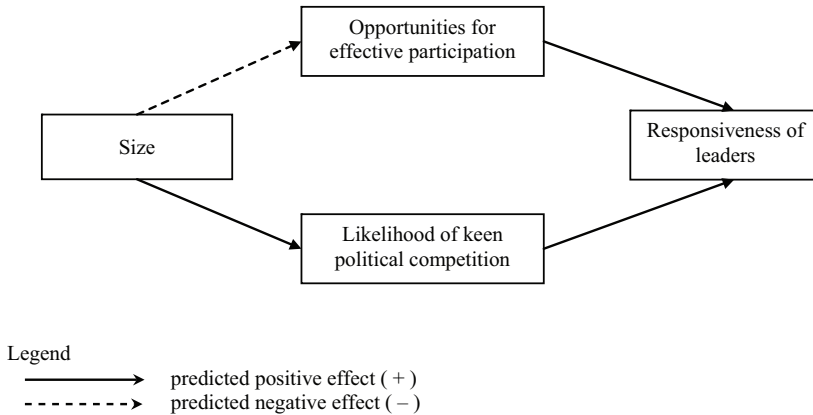 Opportunities for
effective participation
Size
Responsiveness of
leaders
Likelihood of keen
political competition
Legend
predicted positive effect ( + )
predicted negative effect ( – )